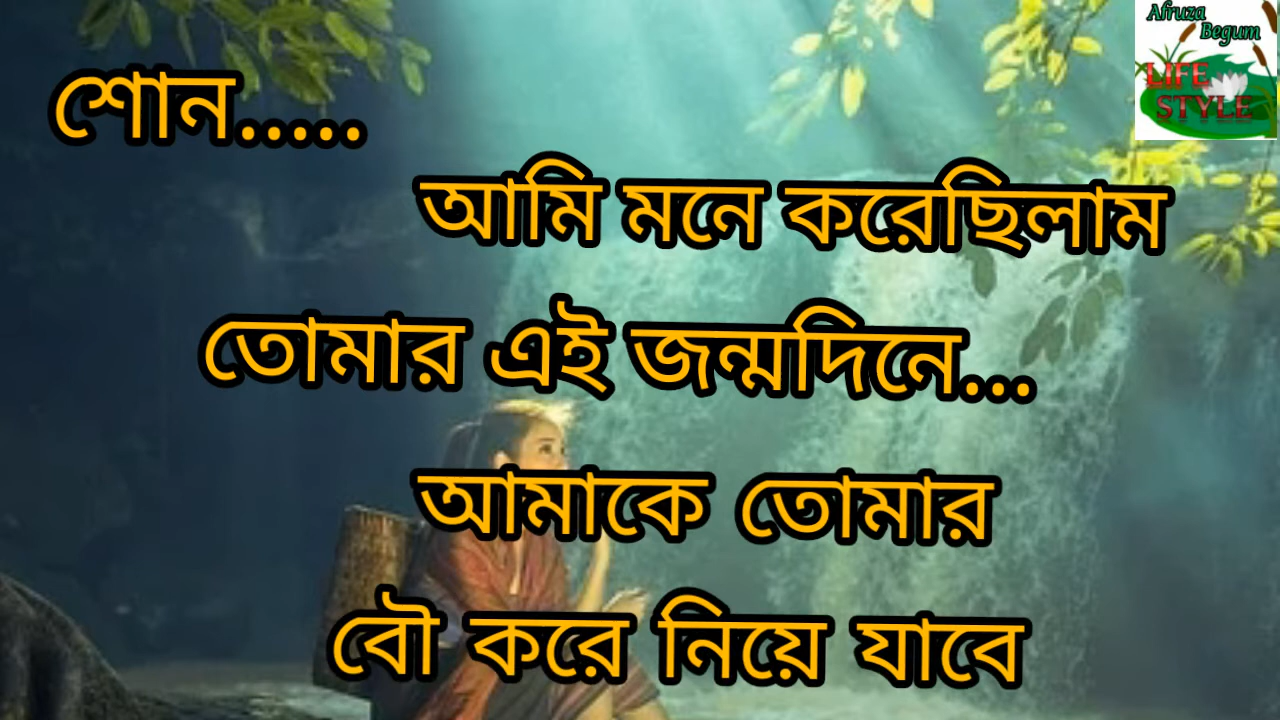 Afruza
Begum
LIFE
STYLE
শোন.....
আমি মনে করেছিলাম
তোমার এই জন্মদিনে...
আমাকে তোমার
বৌ করে নিয়ে যাবে